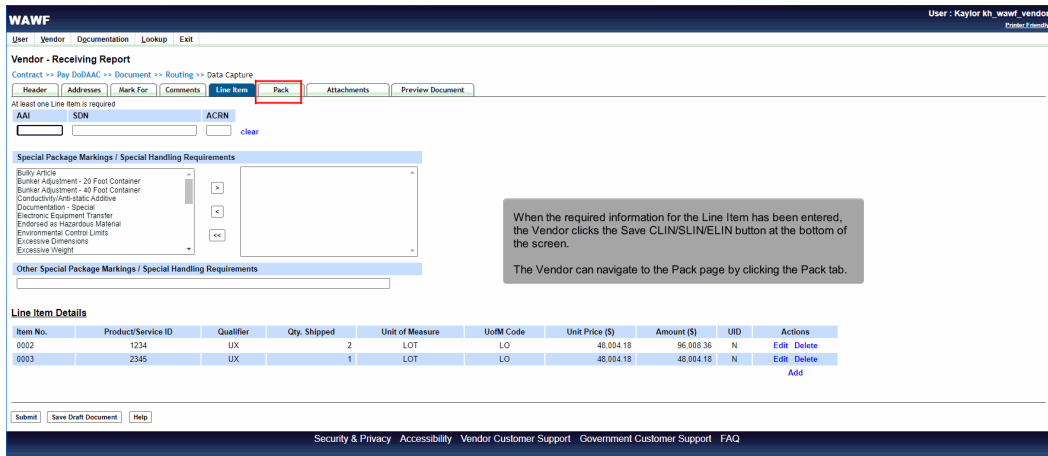 WAWF
User : Kaylor kh_wawf_vendor
Printer Friendly
User Vendor Documentation Lookup Exit
Vendor - Receiving Report
Contract >> Pay DoDAAC >> Document >> Routing >> Data Capture
Header Addresses Mark For Comments Line Item Pack Attachments Preview Document
At least one Line Item is required
AAI SDN ACRN
clear
Special Package Markings / Special Handling Requirements
Bulky Article
Bunker Adjustment - 20 Foot Container
Bunker Adjustment - 40 Foot Container
Conductivity/Anti-static Additive
Documentation - Special
Electronic Equipment Transfer
Endorsed as Hazardous Material
Environmental Control Limits
Excessive Dimensions
Excessive Weight
>
<
<<
Other Special Package Markings / Special Handling Requirements
When the required information for the Line Item has been entered,
the Vendor clicks the Save CLIN/SLIN/ELIN button at the bottom of
the screen.
The Vendor can navigate to the Pack page by clicking the Pack tab.
Line Item Details
Item No. Product/Service ID Qualifier Qty. Shipped Unit of Measure UofM Code Unit Price ($) Amount ($) UID Actions
0002 1234 UX 2 LOT LO 48,004.18 96,008.36 N Edit Delete
0003 2345 UX 1 LOT LO 48,004.18 48,004.18 N Edit Delete
Add
Submit Save Draft Document Help
Security & Privacy Accessibility Vendor Customer Support Government Customer Support FAQ